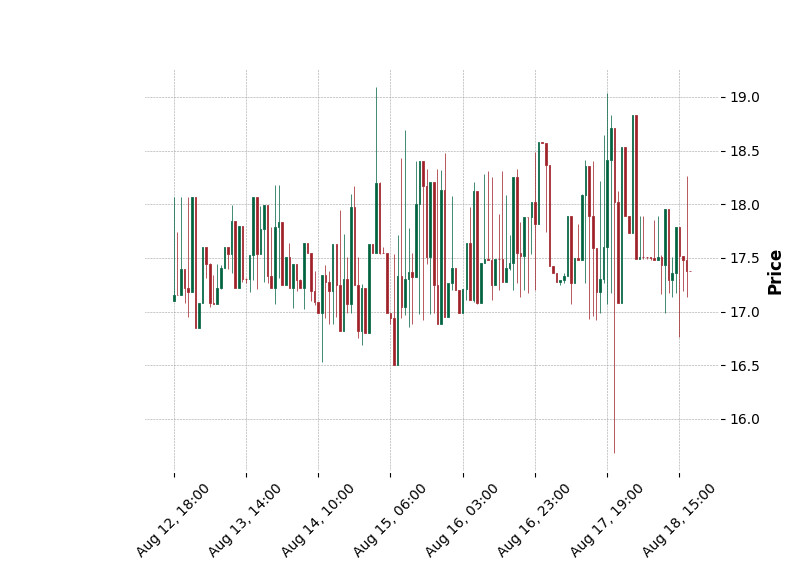 19.0
18.5
18.0
17.5
17.0
16.5
16.0
Price
Aug 12, 18:00
Aug 13, 14:00
Aug 14, 10:00
Aug 15, 06:00
Aug 16, 03:00
Aug 16, 23:00
Aug 17, 19:00
Aug 18, 15:00